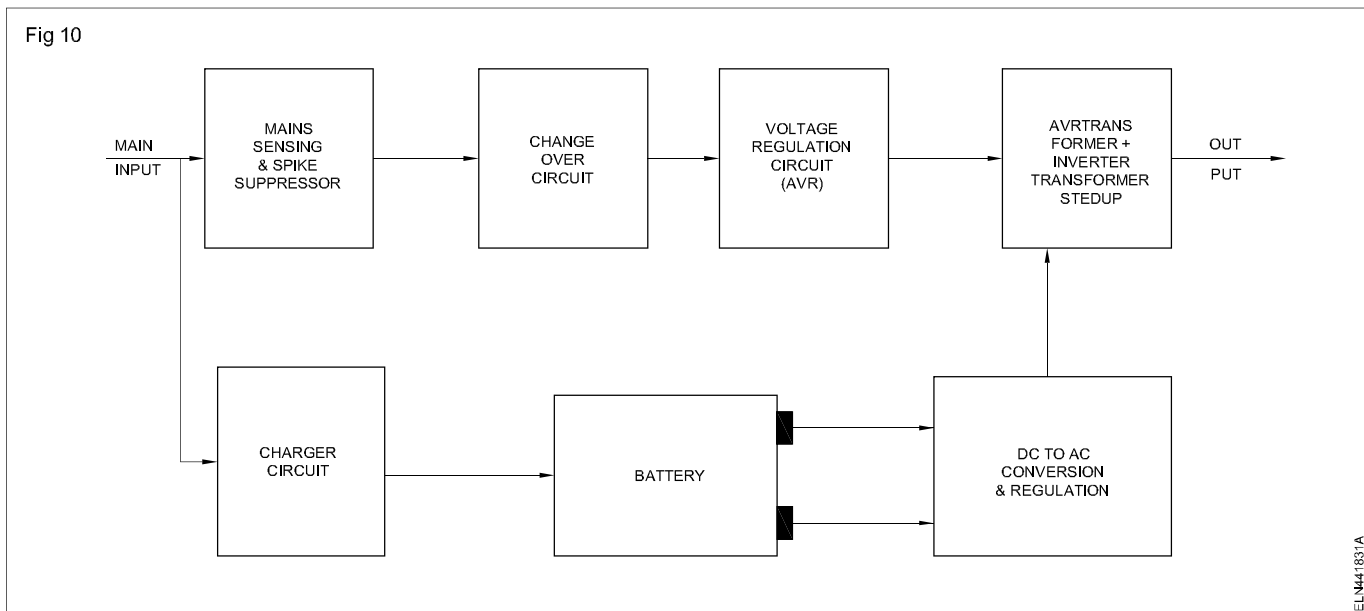 Fig 10
MAINS
SENSING
& SPIKE
SUPPRESSOR
CHANGE
OVER
CIRCUIT
VOLTAGE
REGULATION
CIRCUIT
(AVR)
AVRTRANS
FORMER +
INVERTER
TRANSFORMER
STEDUP
MAIN
INPUT
OUT
PUT
CHARGER
CIRCUIT
BATTERY
DC TO AC
CONVERSION
& REGULATION
ELN441831A